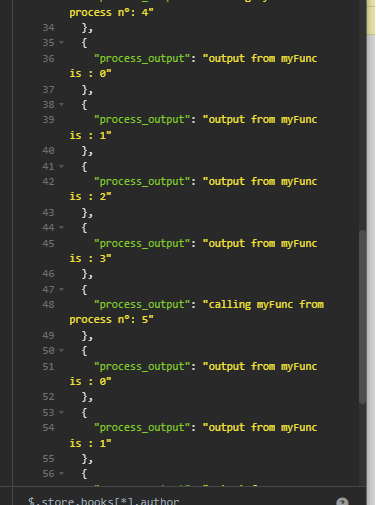 process nº: 4"
34 },
35 {
36 "process_output": "output from myFunc
is : 0"
37 },
38 {
39 "process_output": "output from myFunc
is : 1"
40 },
41 {
42 "process_output": "output from myFunc
is : 2"
43 },
44 {
45 "process_output": "output from myFunc
is : 3"
46 },
47 {
48 "process_output": "calling myFunc from
process nº: 5"
49 },
50 {
51 "process_output": "output from myFunc
is : 0"
52 },
53 {
54 "process_output": "output from myFunc
is : 1"
55 },
56 {
$.store.books[*].author ?